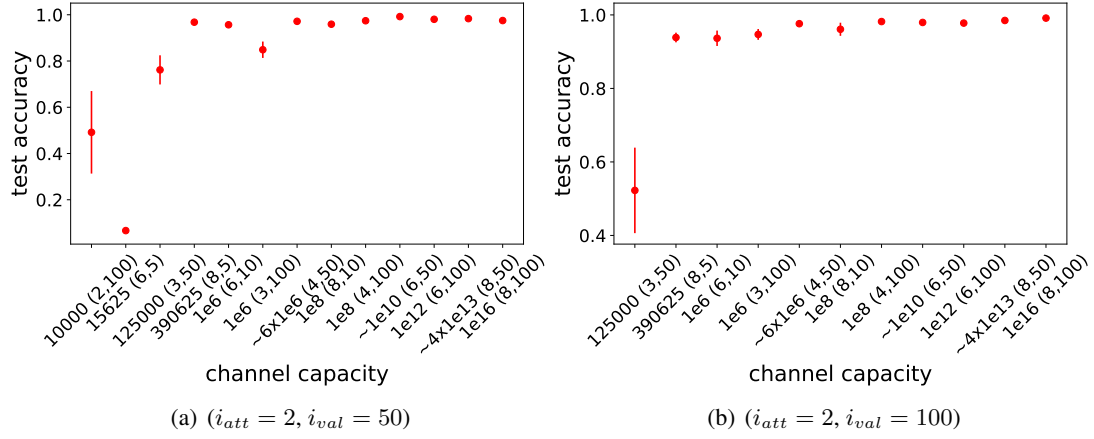 1.0
0.8
0.6
0.4
0.2
test accuracy
10000 (2,100)
15625 (6,5)
125000 (3,50)
390625 (8,5)
1e6 (6,10)
1e6 (3,100)
~6x1e6 (4,50)
1e8 (8,10)
1e8 (4,100)
~1e10 (6,50)
1e12 (6,100)
~4x1e13 (8,50)
1e16 (8,100)
channel capacity
(a) (i_att = 2, i_val = 50)
1.0
0.8
0.6
0.4
test accuracy
125000 (3,50)
390625 (8,5)
1e6 (6,10)
1e6 (3,100)
~6x1e6 (4,50)
1e8 (8,10)
1e8 (4,100)
~1e10 (6,50)
1e12 (6,100)
~4x1e13 (8,50)
1e16 (8,100)
channel capacity
(b) (i_att = 2, i_val = 100)